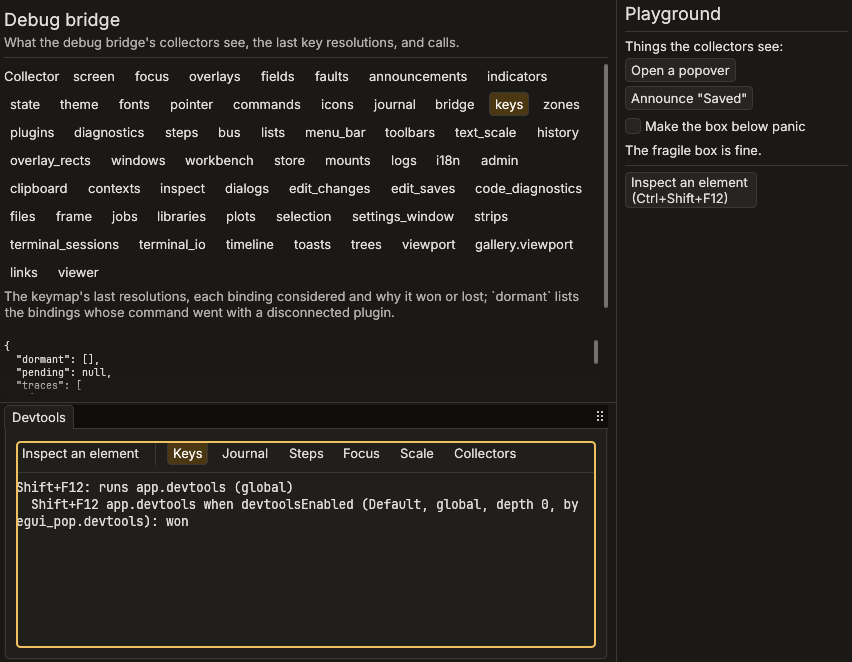 Debug bridge
What the debug bridge's collectors see, the last key resolutions, and calls.
Collector screen focus overlays fields faults announcements indicators
state theme fonts pointer commands icons journal bridge keys zones
plugins diagnostics steps bus lists menu_bar toolbars text_scale history
overlay_rects windows workbench store mounts logs i18n admin
clipboard contexts inspect dialogs edit_changes edit_saves code_diagnostics
files frame jobs libraries plots selection settings_window strips
terminal_sessions terminal_io timeline toasts trees viewport gallery.viewport
links viewer
The keymap's last resolutions, each binding considered and why it won or lost; `dormant` lists
the bindings whose command went with a disconnected plugin.
{
"dormant": [],
"pending": null,
"traces": [
Devtools
Inspect an element Keys Journal Steps Focus Scale Collectors
Shift+F12: runs app.devtools (global)
Shift+F12 app.devtools when devtoolsEnabled (Default, global, depth 0, by
egui_pop.devtools): won
Playground
Things the collectors see:
Open a popover
Announce "Saved"
Make the box below panic
The fragile box is fine.
Inspect an element
(Ctrl+Shift+F12)